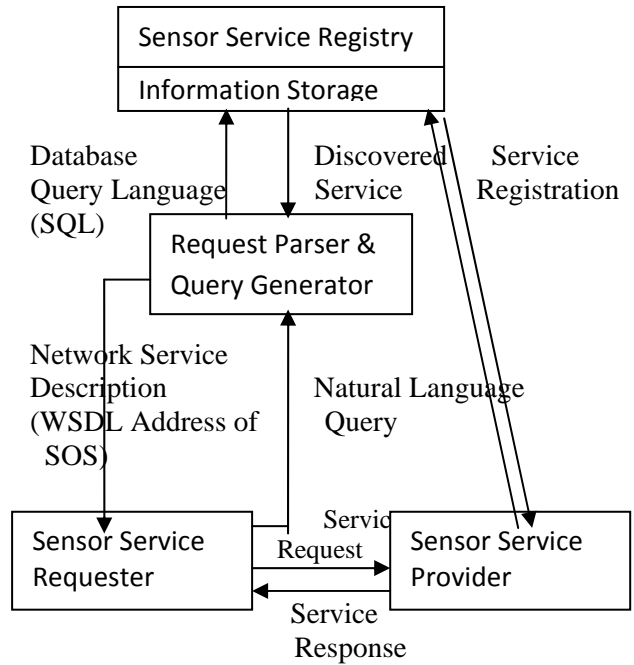 Sensor Service Registry
Information Storage
Database
Query Language
(SQL)
Discovered
Service
Service
Registration
Request Parser &
Query Generator
Network Service
Description
(WSDL Address of
SOS)
Natural Language
Query
Sensor Service
Requester
Servic
Request
Sensor Service
Provider
Service
Response